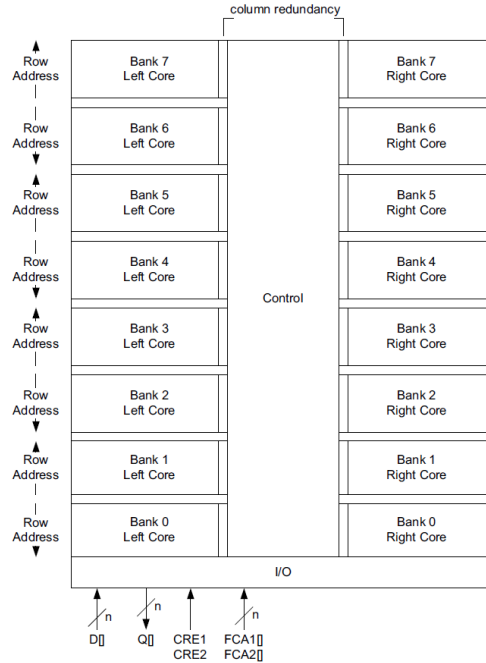 column redundancy
Row
Address
Bank 7
Left Core
Bank 7
Right Core
Row
Address
Bank 6
Left Core
Bank 6
Right Core
Row
Address
Bank 5
Left Core
Bank 5
Right Core
Row
Address
Bank 4
Left Core
Bank 4
Right Core
Control
Row
Address
Bank 3
Left Core
Bank 3
Right Core
Row
Address
Bank 2
Left Core
Bank 2
Right Core
Row
Address
Bank 1
Left Core
Bank 1
Right Core
Row
Address
Bank 0
Left Core
Bank 0
Right Core
I/O
n
n
n
D[]
Q[]
CRE1
CRE2
FCA1[]
FCA2[]